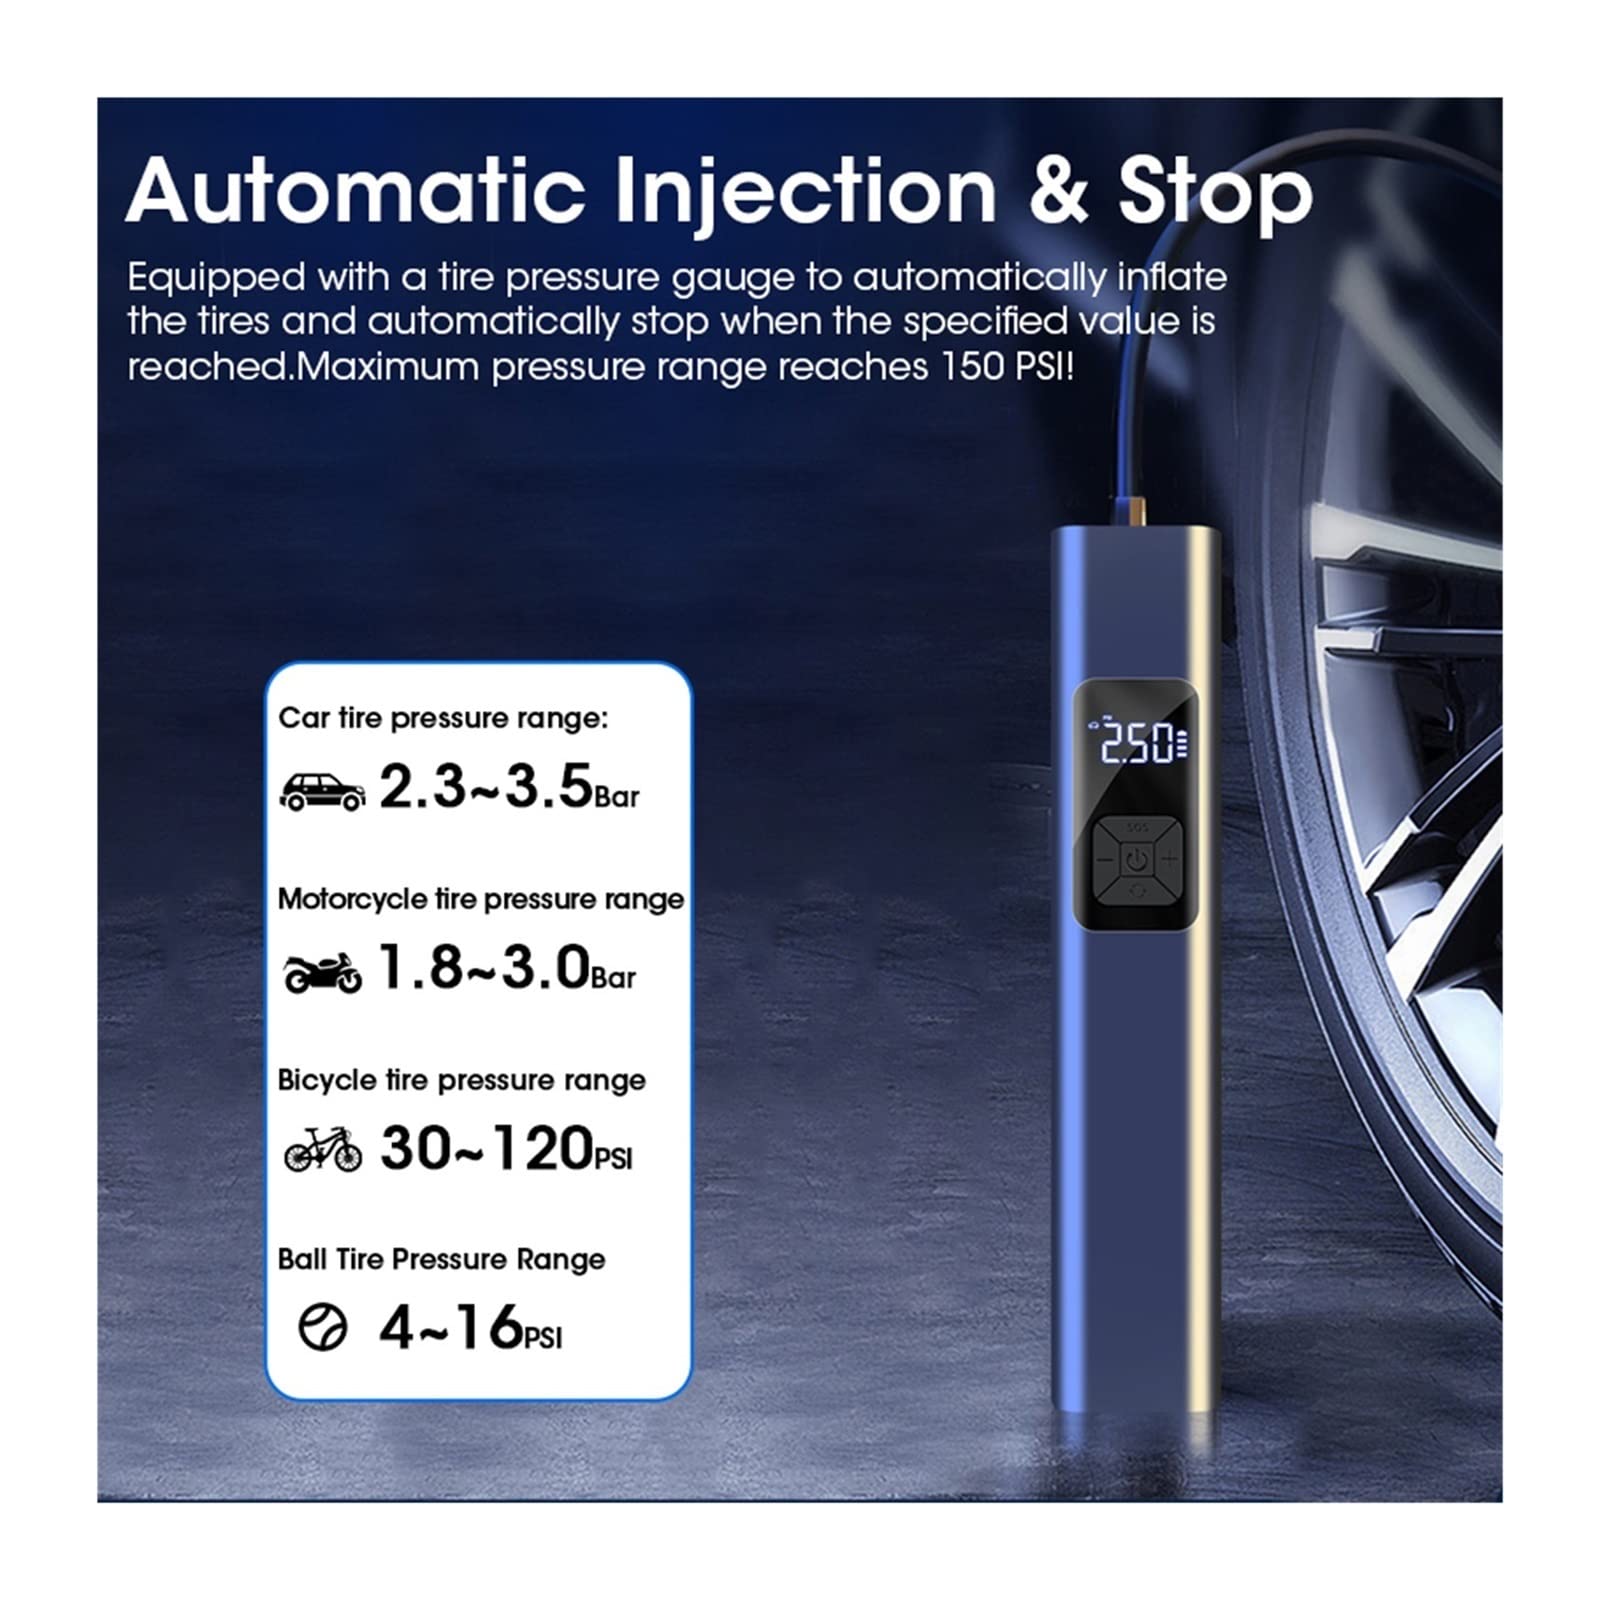 Automatic Injection & Stop
Equipped with a tire pressure gauge to automatically inflate
the tires and automatically stop when the specified value is
reached.Maximum pressure range reaches 150 PSI!
2.50
SOS
Car tire pressure range:
2.3~3.5Bar
Motorcycle tire pressure range
1.8~3.0Bar
Bicycle tire pressure range
30~120PSI
Ball Tire Pressure Range
4~16PSI